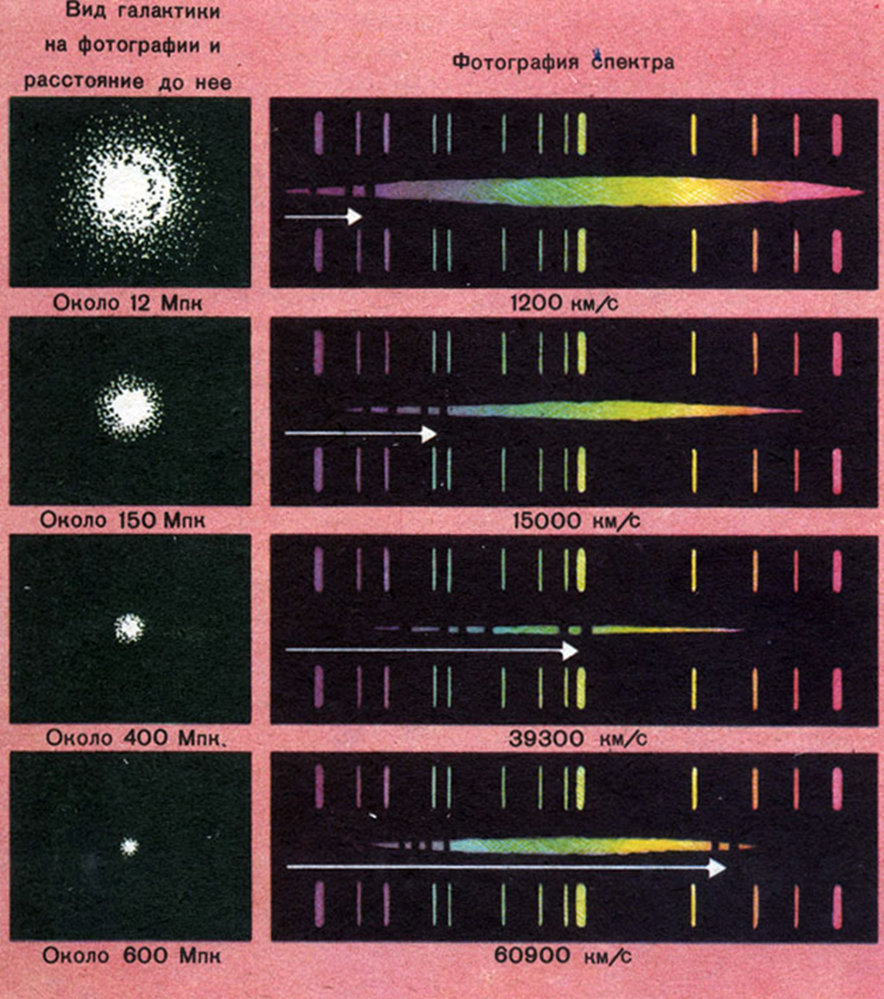 Вид галактики
на фотографии и
расстояние до нее
Фотография спектра
Около 12 Мпк
1200 км/с
Около 150 Мпк
15000 км/с
Около 400 Мпк.
39300 км/с
Около 600 Мпк
60900 км/с